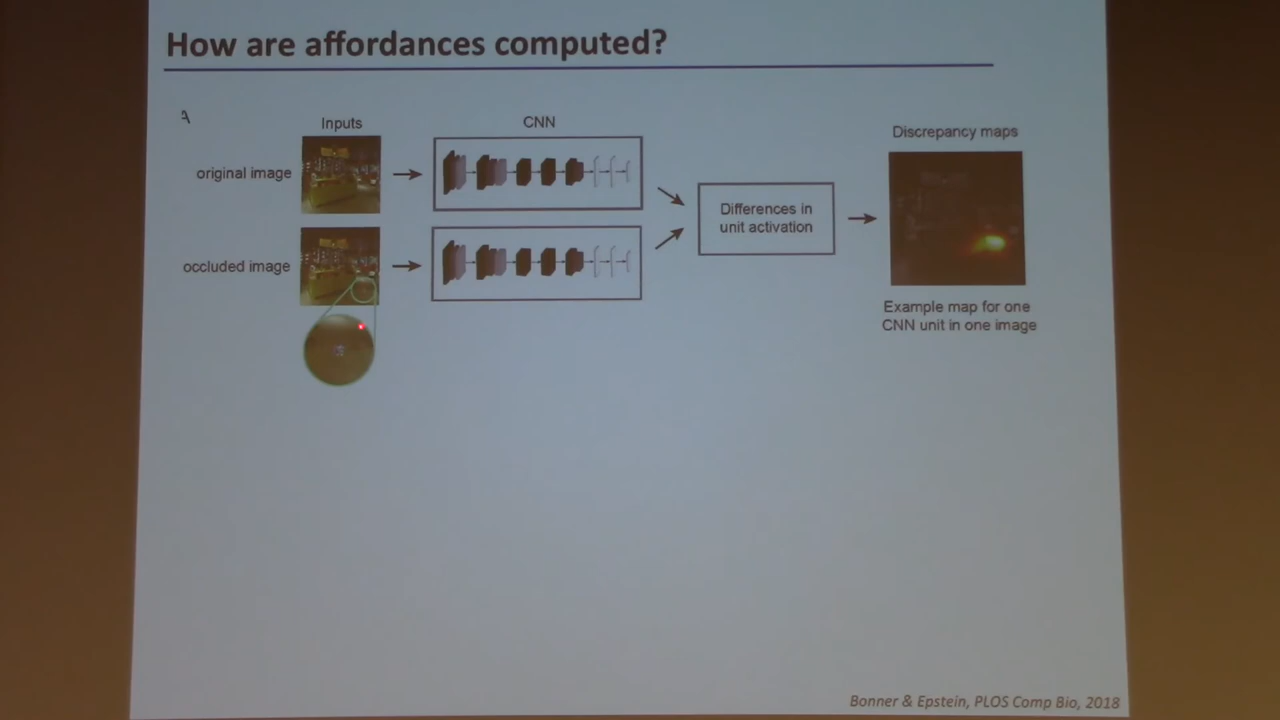 How are affordances computed?
A
Inputs
CNN
Discrepancy maps
original image
Differences in
unit activation
occluded image
Example map for one
CNN unit in one image
Bonner & Epstein, PLOS Comp Bio, 2018